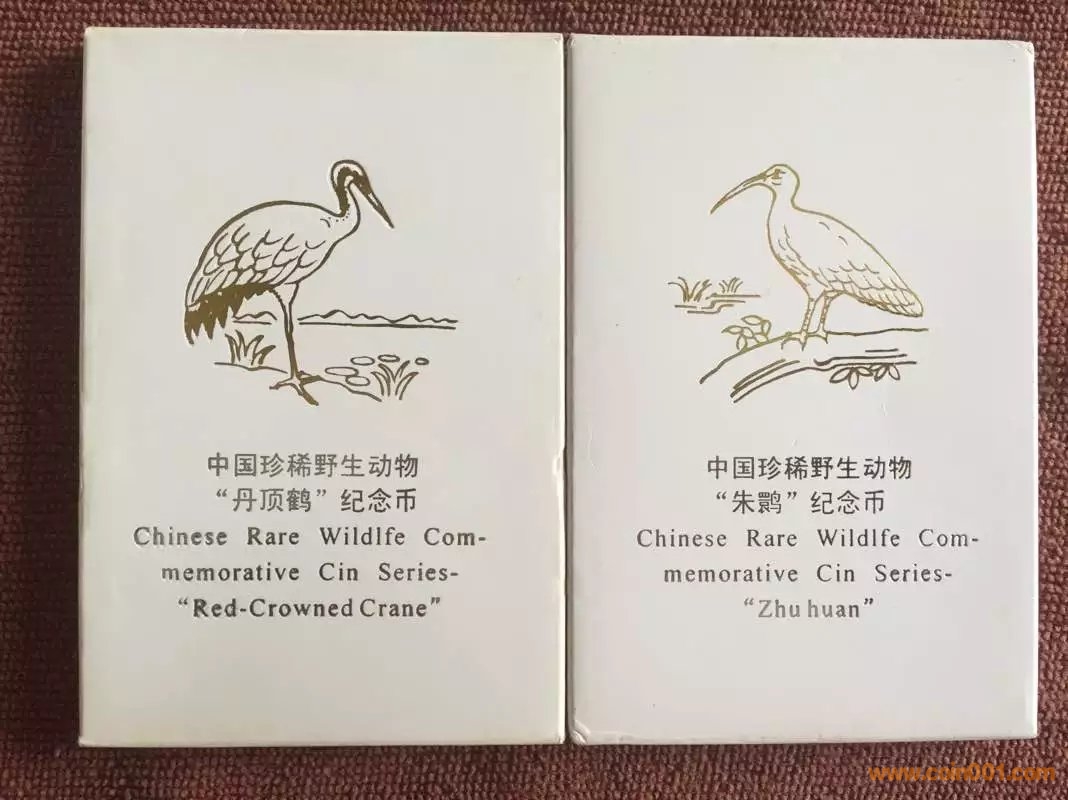 中国珍稀野生动物
“丹顶鹤”纪念币
Chinese Rare Wildlfe Com-
memorative Cin Series-
“Red-Crowned Crane”
中国珍稀野生动物
“朱鹮”纪念币
Chinese Rare Wildlfe Com-
memorative Cin Series-
“Zhu huan”
www.coin001.com